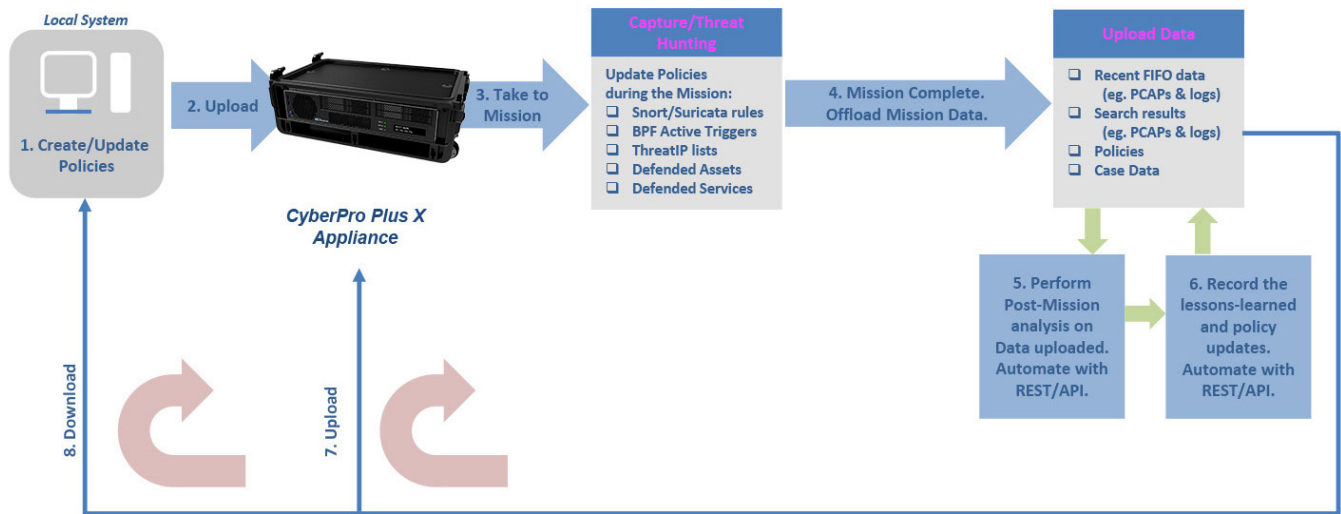 Local System
1. Create/Update
Policies
2. Upload
CyberPro Plus X
Appliance
3. Take to
Mission
Capture/Threat
Hunting
Update Policies
during the Mission:
Snort/Suricata rules
BPF Active Triggers
ThreatIP lists
Defended Assets
Defended Services
4. Mission Complete.
Offload Mission Data.
Upload Data
Recent FIFO data
(eg. PCAPs & logs)
Search results
(eg. PCAPs & logs)
Policies
Case Data
5. Perform
Post-Mission
analysis on
Data uploaded.
Automate with
REST/API.
6. Record the
lessons-learned
and policy
updates.
Automate with
REST/API.
7. Upload
8. Download